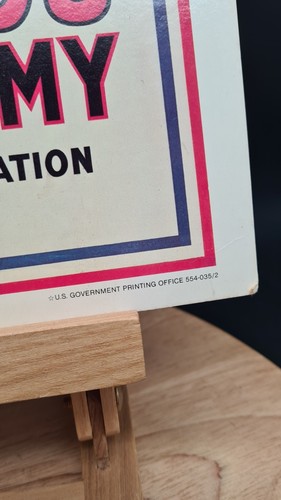 MY
ATION
☆U.S. GOVERNMENT PRINTING OFFICE 554-035/2